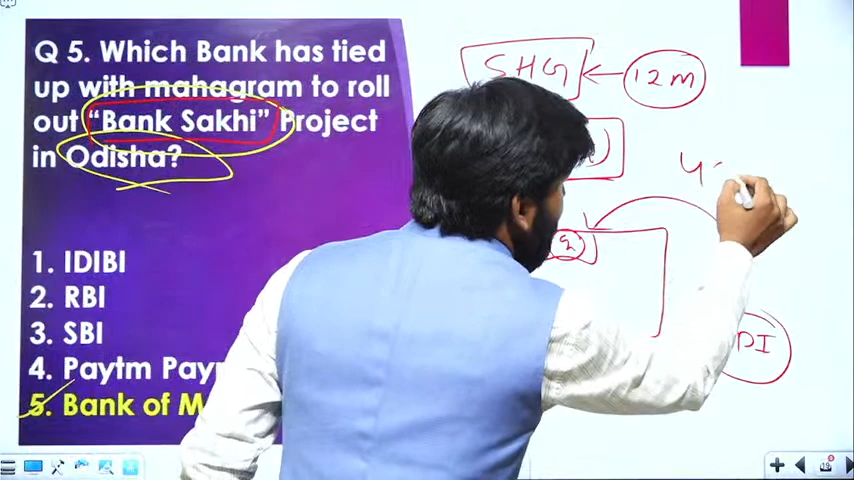 Q 5. Which Bank has tied
up with mahagram to roll
out “Bank Sakhi” Project
in Odisha?
1. IDIBI
2. RBI
3. SBI
4. Paytm Pay
5. Bank of M
SHG
12 m
19